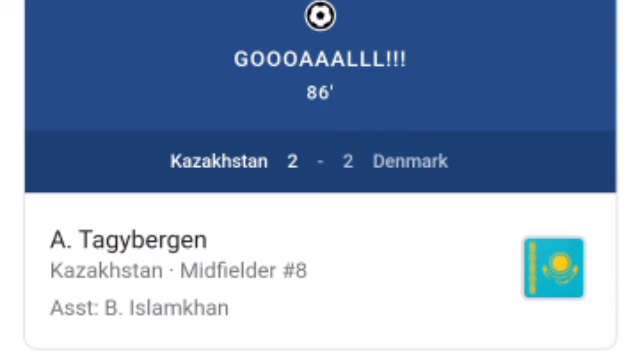 GOOOAAALLL!!!
86'
Kazakhstan 2 - 2 Denmark
A. Tagybergen
Kazakhstan · Midfielder #8
Asst: B. Islamkhan